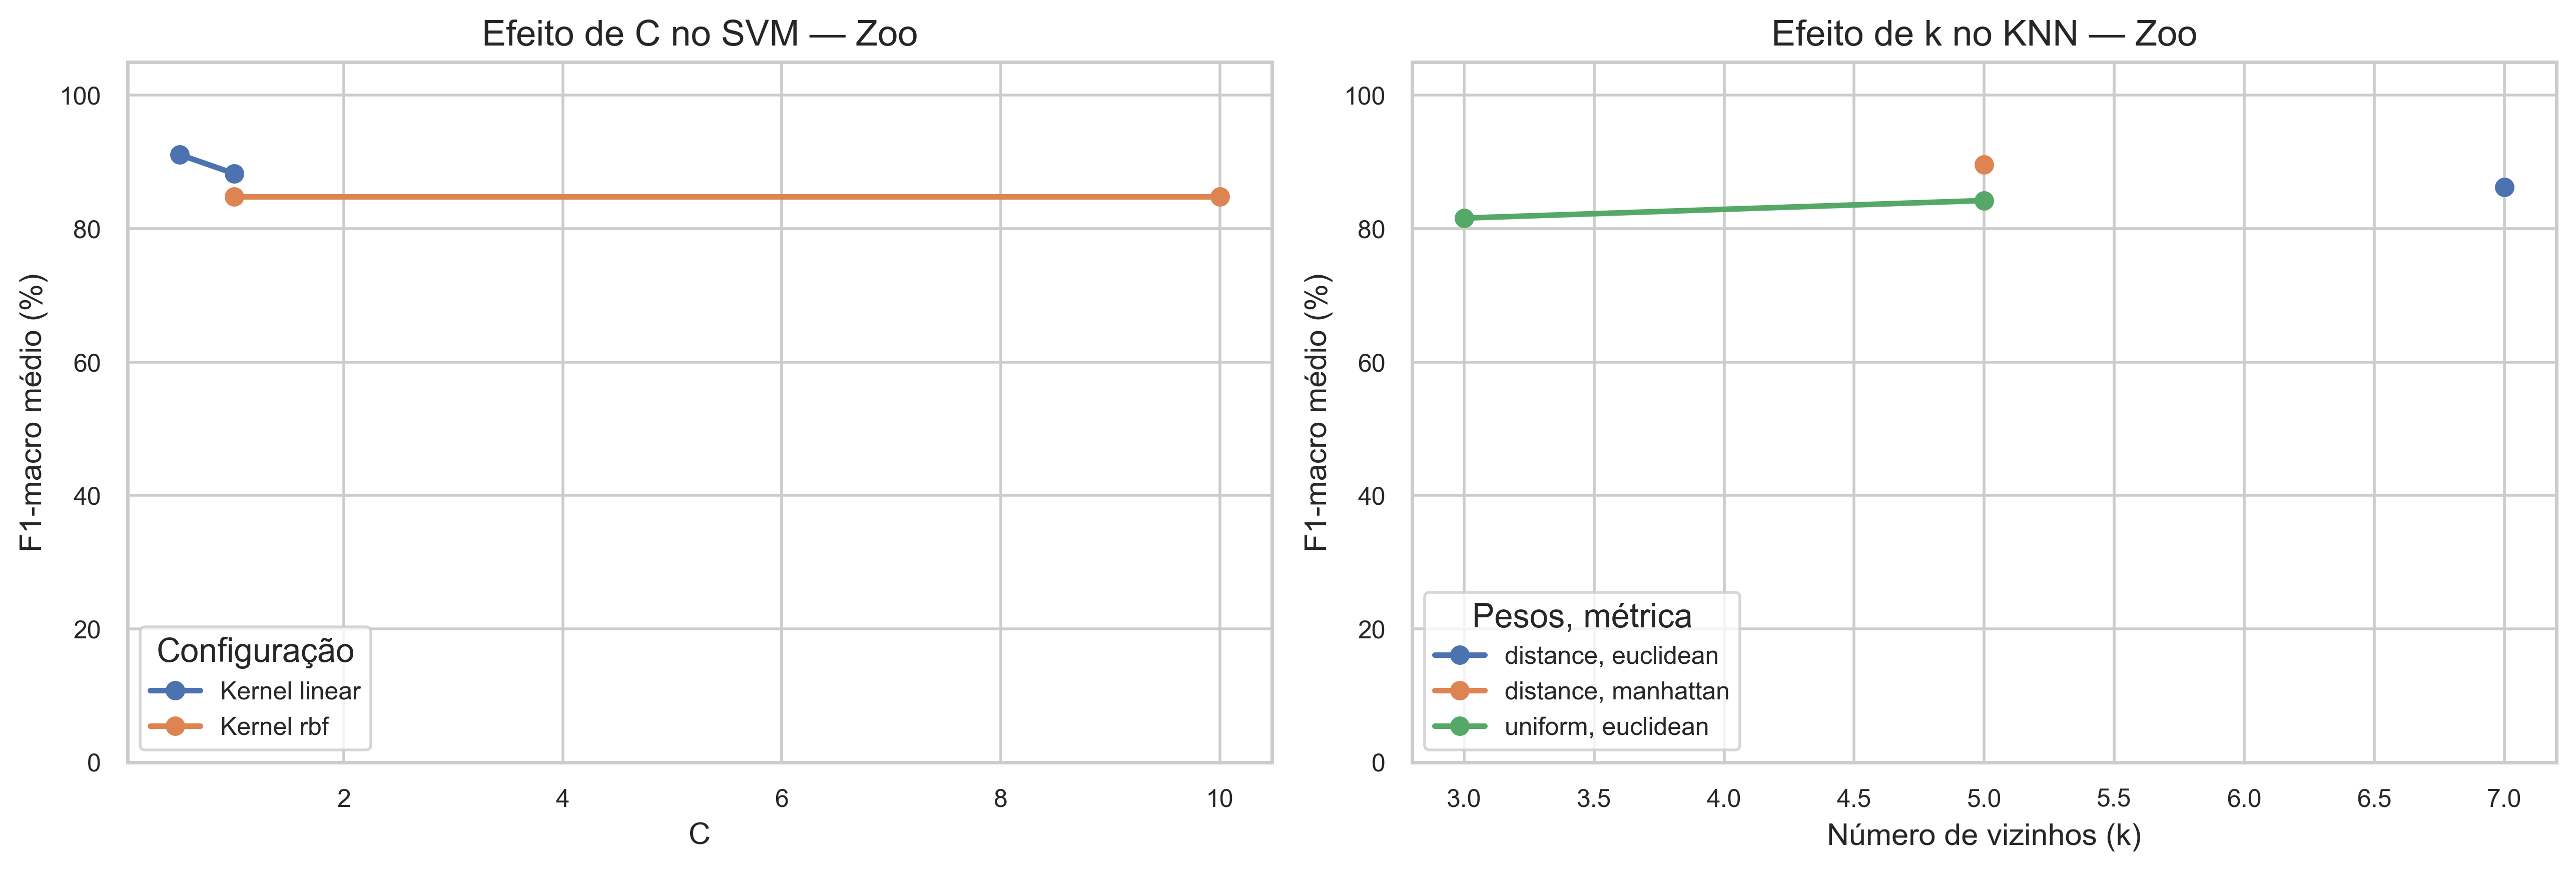 Efeito de C no SVM — Zoo
F1-macro médio (%)
100
80
60
40
20
0
Configuração
Kernel linear
Kernel rbf
2 4 6 8 10
C
Efeito de k no KNN — Zoo
F1-macro médio (%)
100
80
60
40
20
0
Pesos, métrica
distance, euclidean
distance, manhattan
uniform, euclidean
3.0 3.5 4.0 4.5 5.0 5.5 6.0 6.5 7.0
Número de vizinhos (k)